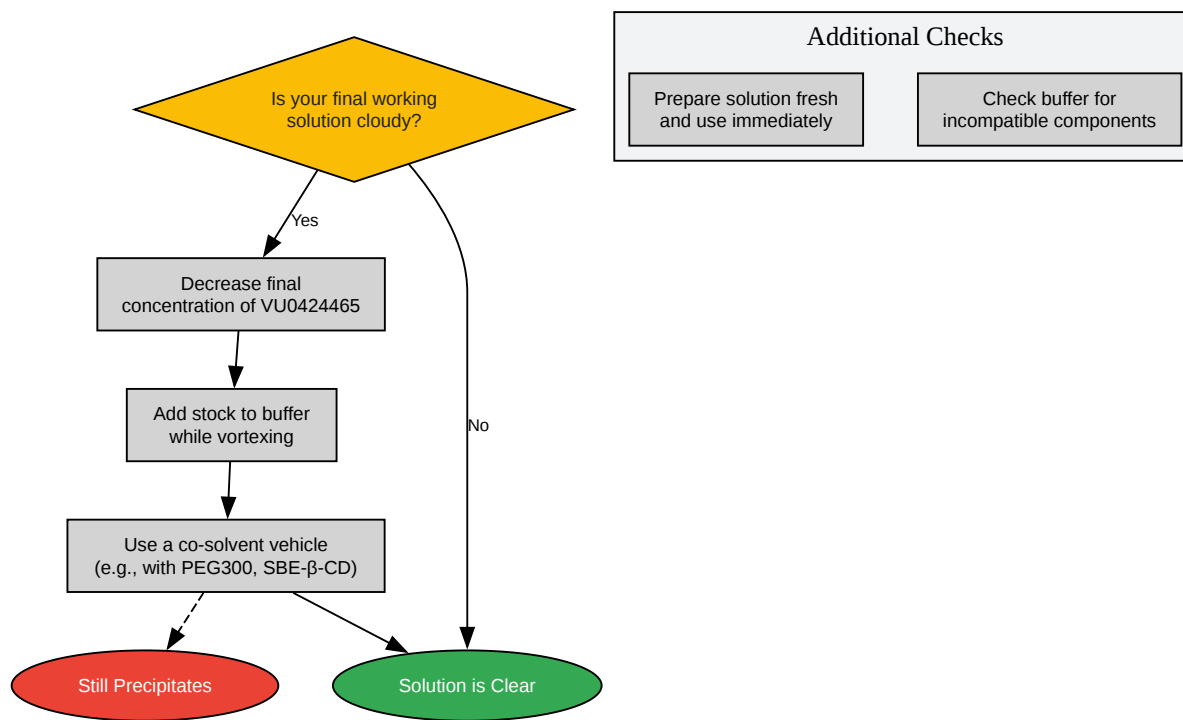 Is your final working
solution cloudy?
Yes
No
Decrease final
concentration of VU0424465
Add stock to buffer
while vortexing
Use a co-solvent vehicle
(e.g., with PEG300, SBE-β-CD)
Still Precipitates
Solution is Clear
Additional Checks
Prepare solution fresh
and use immediately
Check buffer for
incompatible components